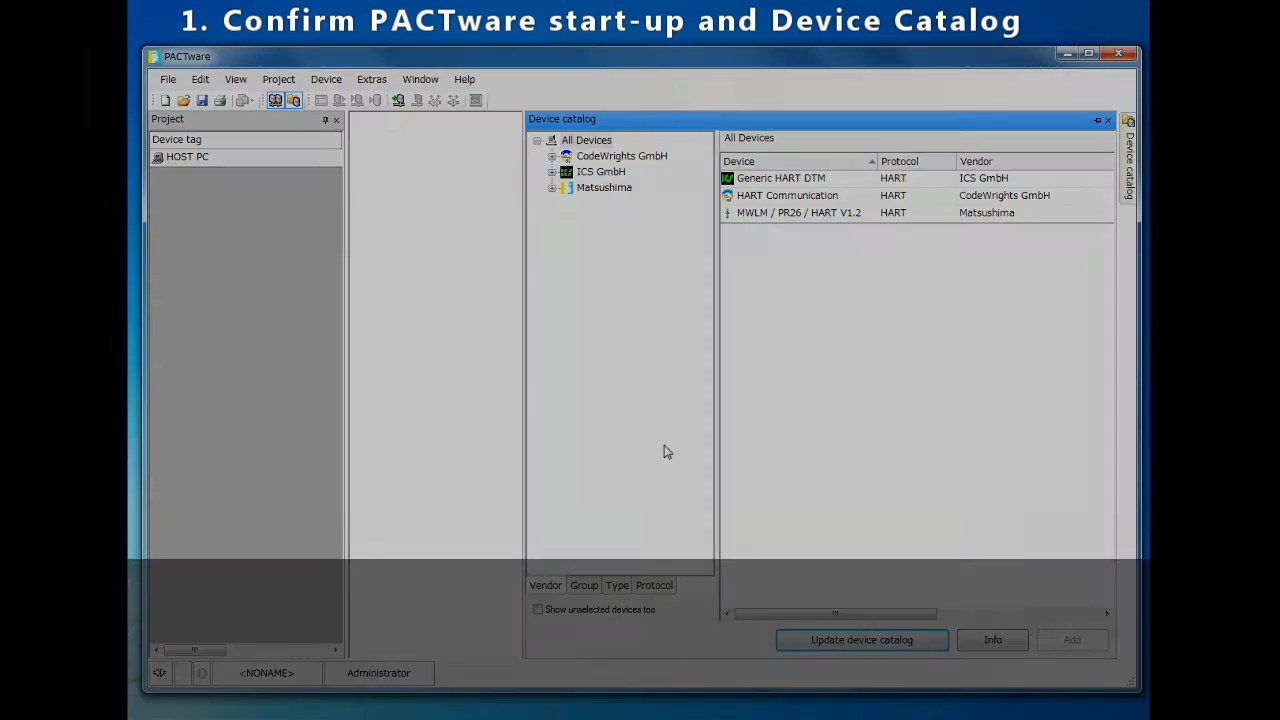 1. Confirm PACTware start-up and Device Catalog
PACTware
File Edit View Project Device Extras Window Help
Project
Device tag
HOST PC
Device catalog
All Devices
CodeWrights GmbH
ICS GmbH
Matsushima
All Devices
Device Protocol Vendor
Generic HART DTM HART ICS GmbH
HART Communication HART CodeWrights GmbH
MWLM / PR26 / HART V1.2 HART Matsushima
Device catalog
Vendor Group Type Protocol
Show unselected devices too
Update device catalog Info Add
<NONAME> Administrator